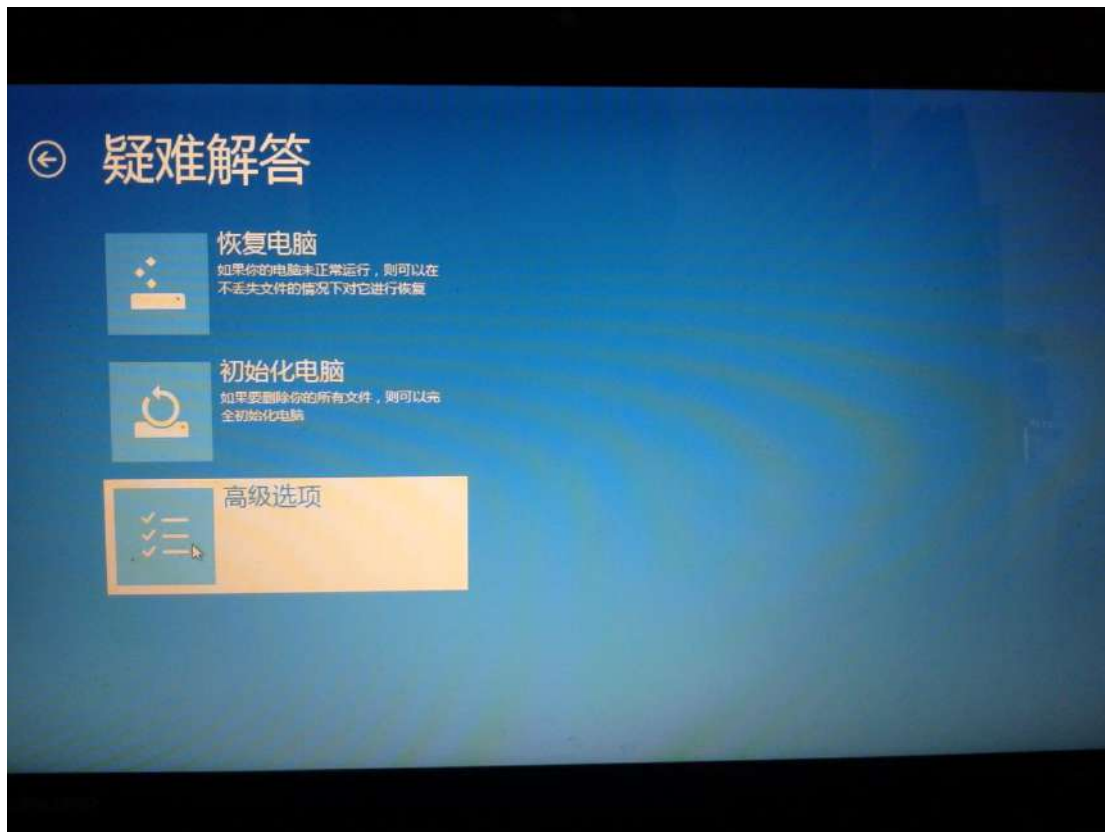 疑难解答
恢复电脑
如果你的电脑未正常运行，则可以在
不丢失文件的情况下对它进行恢复
初始化电脑
如果要删除你的所有文件，则可以完
全初始化电脑
高级选项